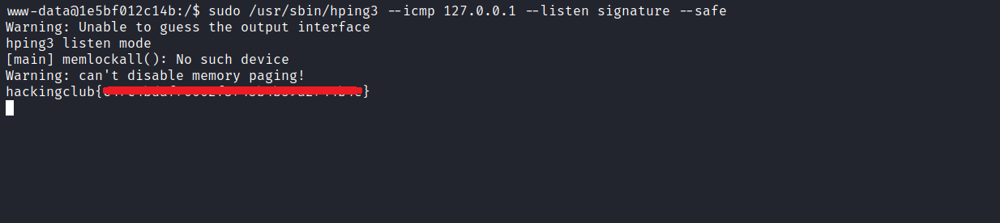 www-data@1e5bf012c14b:/$ sudo /usr/sbin/hping3 --icmp 127.0.0.1 --listen signature --safe
Warning: Unable to guess the output interface
hping3 listen mode
[main] memlockall(): No such device
Warning: can't disable memory paging!
hackingclub{ }